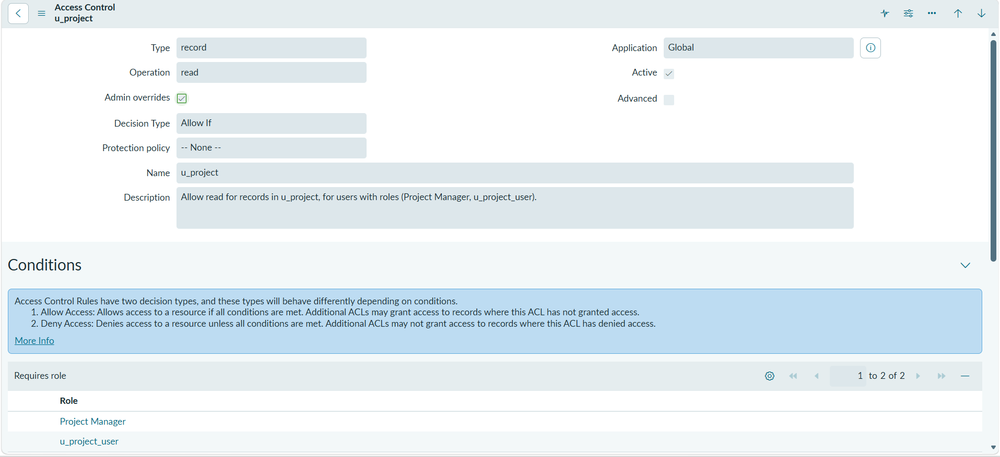 Access Control
u_project
Type
record
Application
Global
Operation
read
Active
Admin overrides
Advanced
Decision Type
Allow If
Protection policy
-- None --
Name
u_project
Description
Allow read for records in u_project, for users with roles (Project Manager, u_project_user).
Conditions
Access Control Rules have two decision types, and these types will behave differently depending on conditions.
1. Allow Access: Allows access to a resource if all conditions are met. Additional ACLs may grant access to records where this ACL has not granted access.
2. Deny Access: Denies access to a resource unless all conditions are met. Additional ACLs may not grant access to records where this ACL has denied access.
More Info
Requires role
1 to 2 of 2
Role
Project Manager
u_project_user